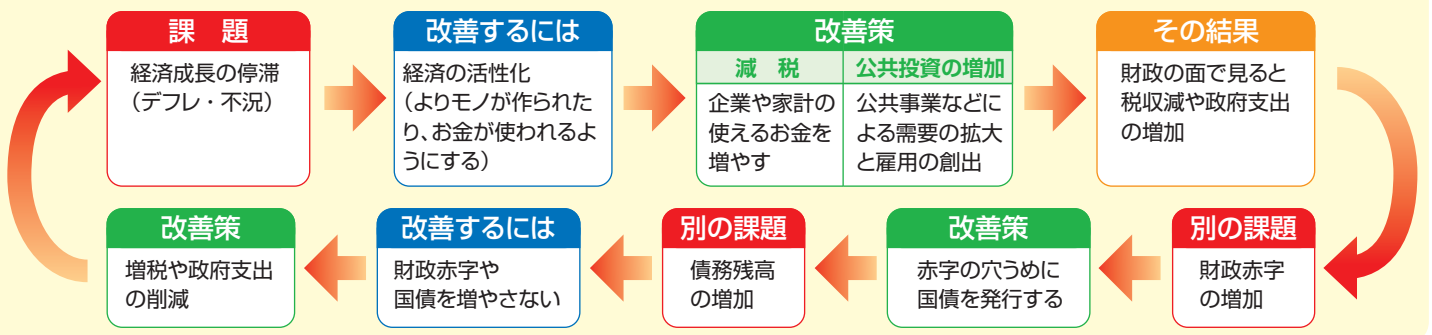 課　題
経済成長の停滞
（デフレ・不況）
改善するには
経済の活性化
（よりモノが作られた
り、お金が使われるよ
うにする）
改善策
減　税
企業や家計の
使えるお金を
増やす
公共投資の増加
公共事業などに
よる需要の拡大
と雇用の創出
その結果
財政の面で見ると
税収減や政府支出
の増加
別の課題
財政赤字
の増加
改善策
赤字の穴うめに
国債を発行する
別の課題
債務残高
の増加
改善するには
財政赤字や
国債を増やさない
改善策
増税や政府支出
の削減